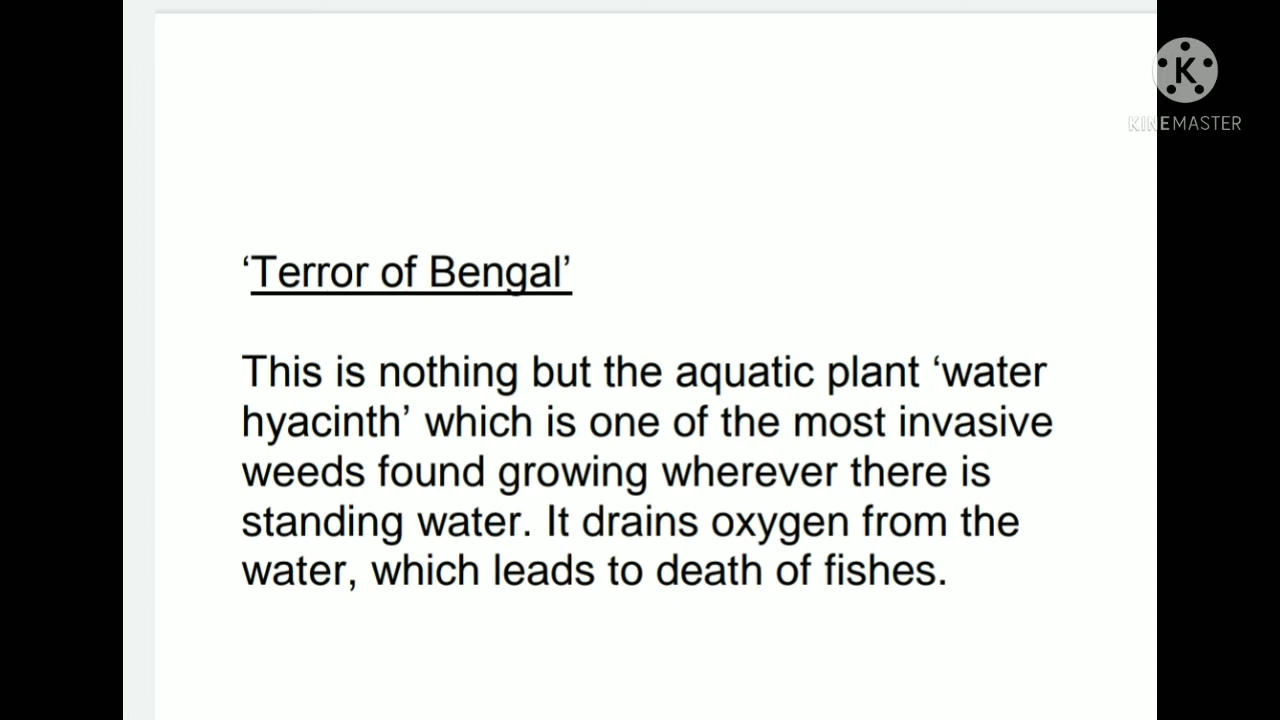 K
KINEMASTER
‘Terror of Bengal’
This is nothing but the aquatic plant ‘water
hyacinth’ which is one of the most invasive
weeds found growing wherever there is
standing water. It drains oxygen from the
water, which leads to death of fishes.